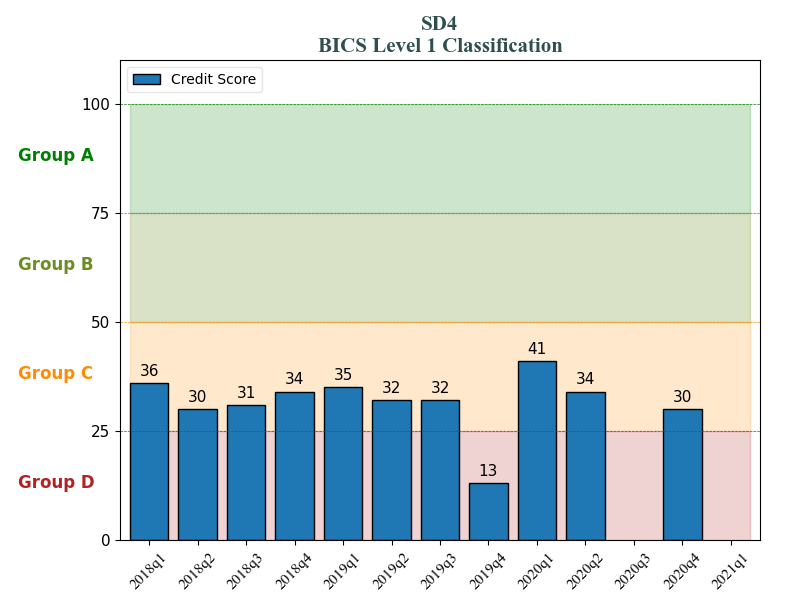 SD4
BICS Level 1 Classification
Credit Score
100
Group A
75
Group B
50
Group C
25
Group D
0
36
30
31
34
35
32
32
13
41
34
30
2018q1
2018q2
2018q3
2018q4
2019q1
2019q2
2019q3
2019q4
2020q1
2020q2
2020q3
2020q4
2021q1